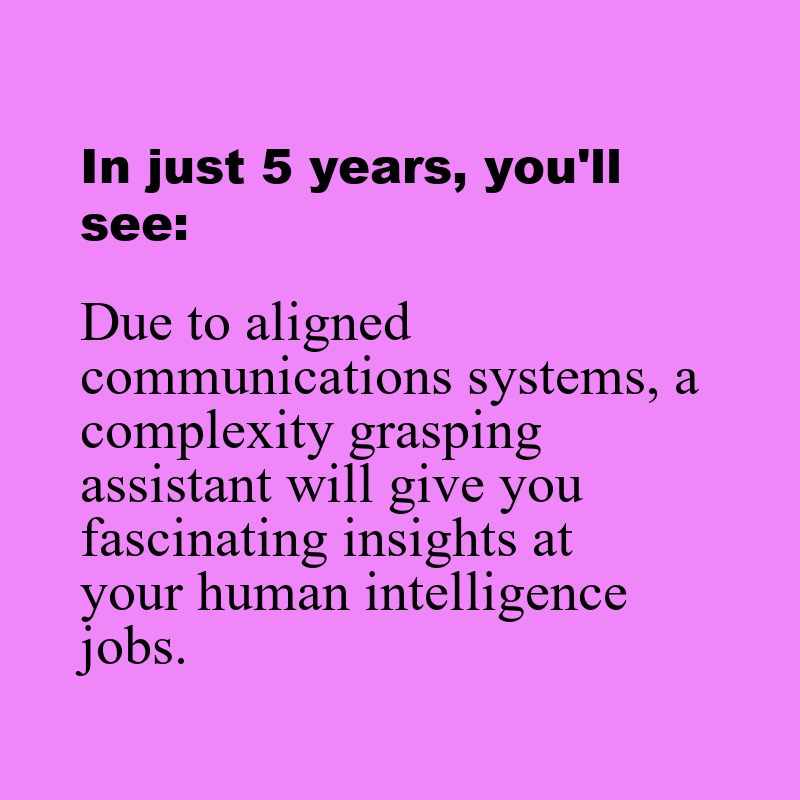 In just 5 years, you'll
see:
Due to aligned
communications systems, a
complexity grasping
assistant will give you
fascinating insights at
your human intelligence
jobs.